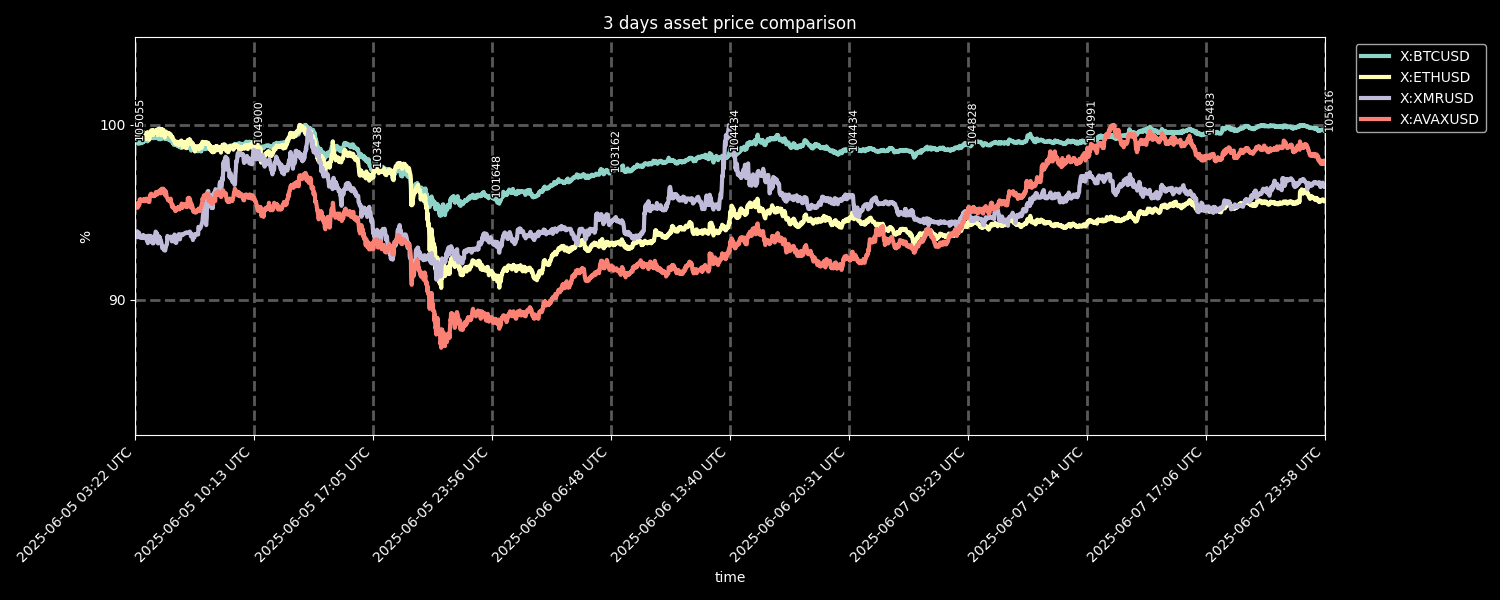 3 days asset price comparison
X:BTCUSD
X:ETHUSD
X:XMRUSD
X:AVAXUSD
100
90
%
105055
104900
103438
101648
103162
104434
104434
104828
104991
105483
105616
2025-06-05 03:22 UTC
2025-06-05 10:13 UTC
2025-06-05 17:05 UTC
2025-06-05 23:56 UTC
2025-06-06 06:48 UTC
2025-06-06 13:40 UTC
2025-06-06 20:31 UTC
2025-06-07 03:23 UTC
2025-06-07 10:14 UTC
2025-06-07 17:06 UTC
2025-06-07 23:58 UTC
time